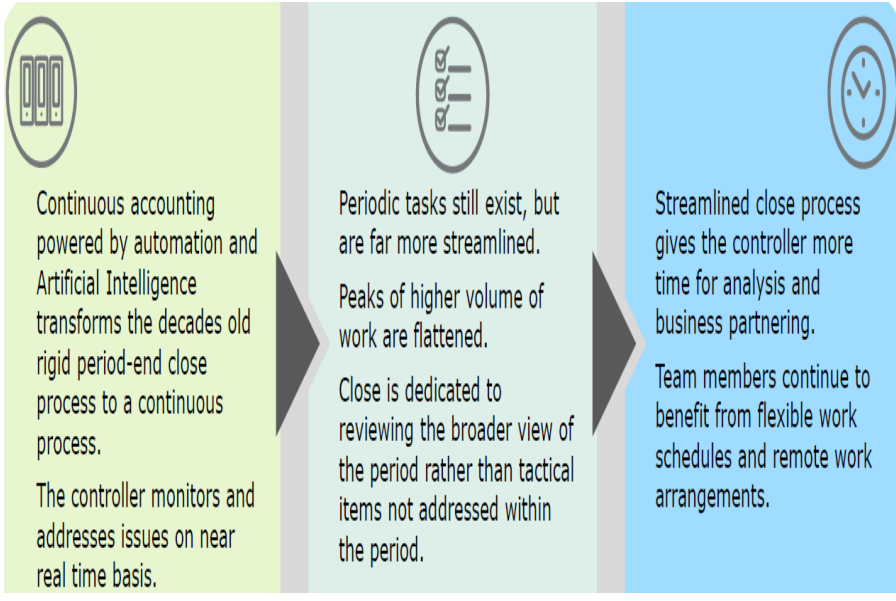 Continuous accounting
powered by automation and
Artificial Intelligence
transforms the decades old
rigid period-end close
process to a continuous
process.
The controller monitors and
addresses issues on near
real time basis.
Periodic tasks still exist, but
are far more streamlined.
Peaks of higher volume of
work are flattened.
Close is dedicated to
reviewing the broader view of
the period rather than tactical
items not addressed within
the period.
Streamlined close process
gives the controller more
time for analysis and
business partnering.
Team members continue to
benefit from flexible work
schedules and remote work
arrangements.